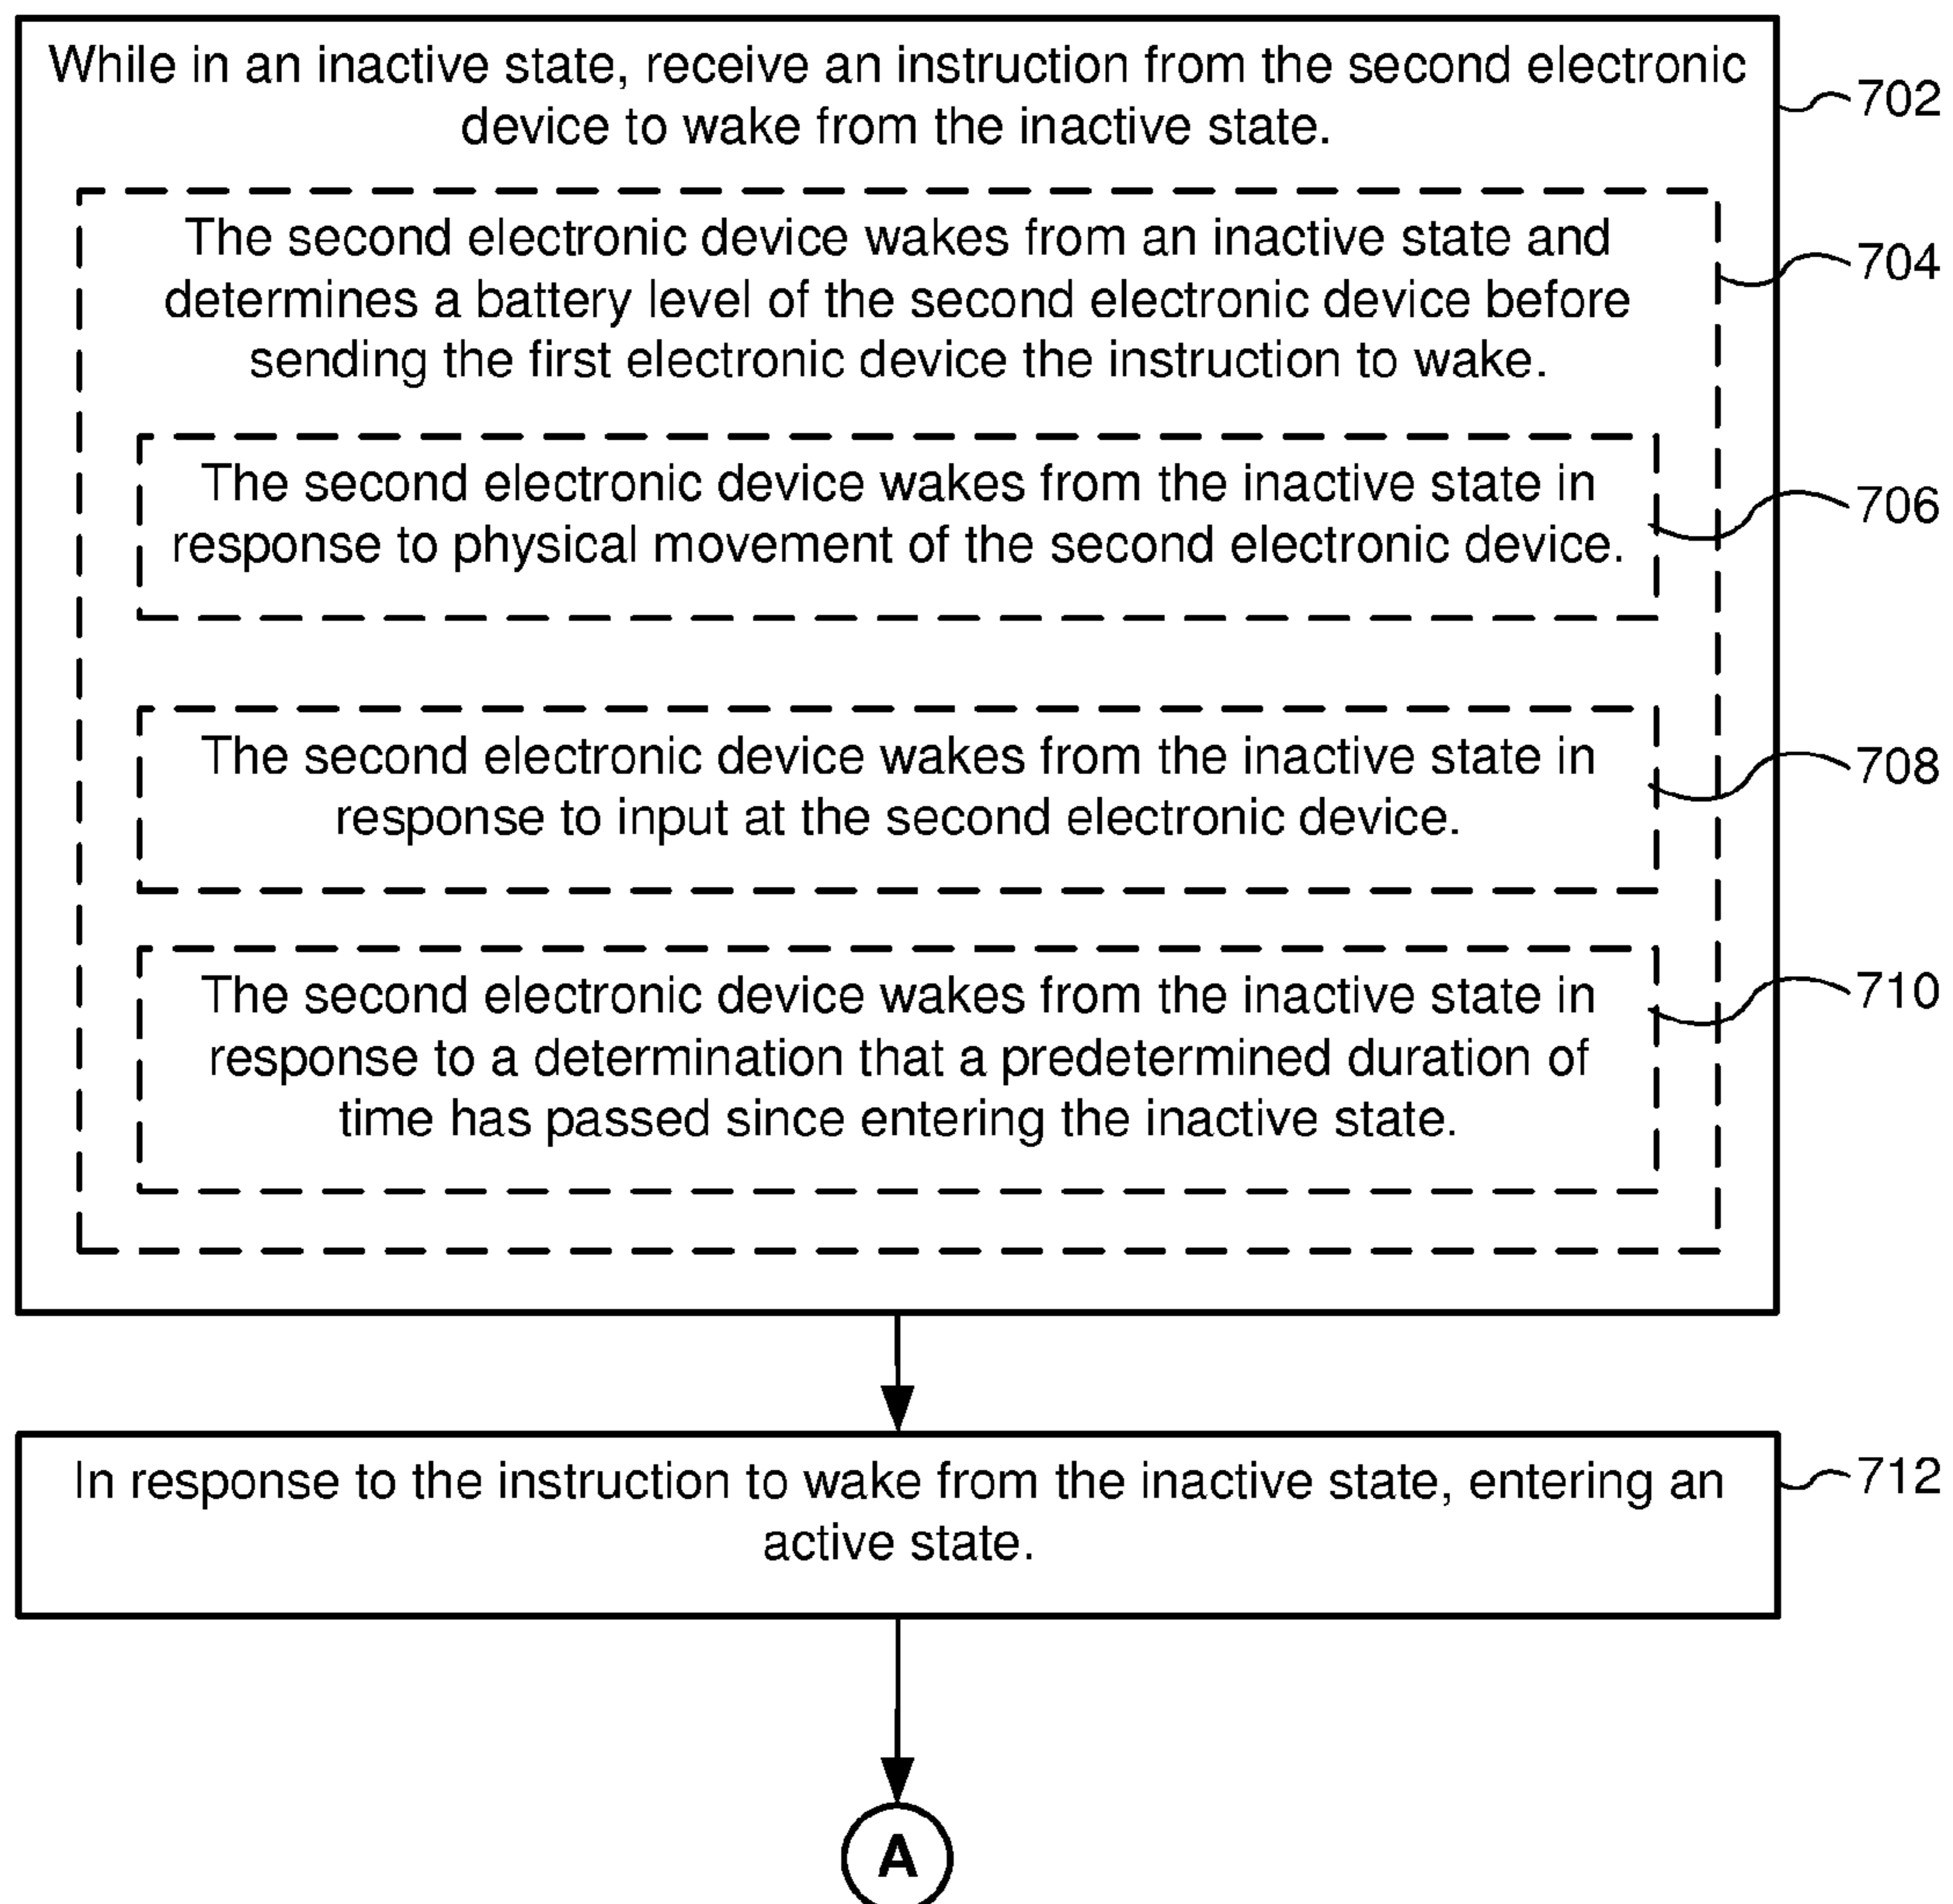 While in an inactive state, receive an instruction from the second electronic
device to wake from the inactive state.
702
The second electronic device wakes from an inactive state and
determines a battery level of the second electronic device before
sending the first electronic device the instruction to wake.
704
The second electronic device wakes from the inactive state in
response to physical movement of the second electronic device.
706
The second electronic device wakes from the inactive state in
response to input at the second electronic device.
708
The second electronic device wakes from the inactive state in
response to a determination that a predetermined duration of
time has passed since entering the inactive state.
710
In response to the instruction to wake from the inactive state, entering an
active state.
712
A